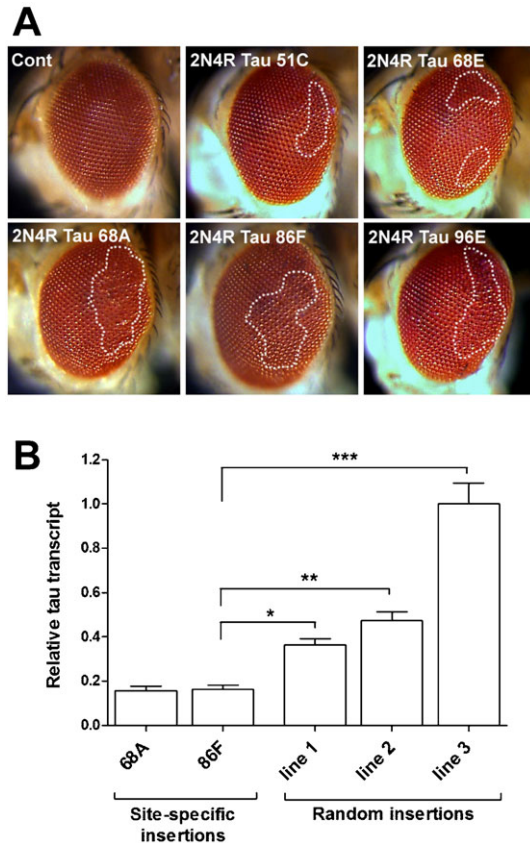 A
Cont
2N4R Tau 51C
2N4R Tau 68E
2N4R Tau 68A
2N4R Tau 86F
2N4R Tau 96E
B
Relative tau transcript
1.2
1.0
0.8
0.6
0.4
0.2
0.0
***
**
*
68A
86F
line 1
line 2
line 3
Site-specific
insertions
Random insertions